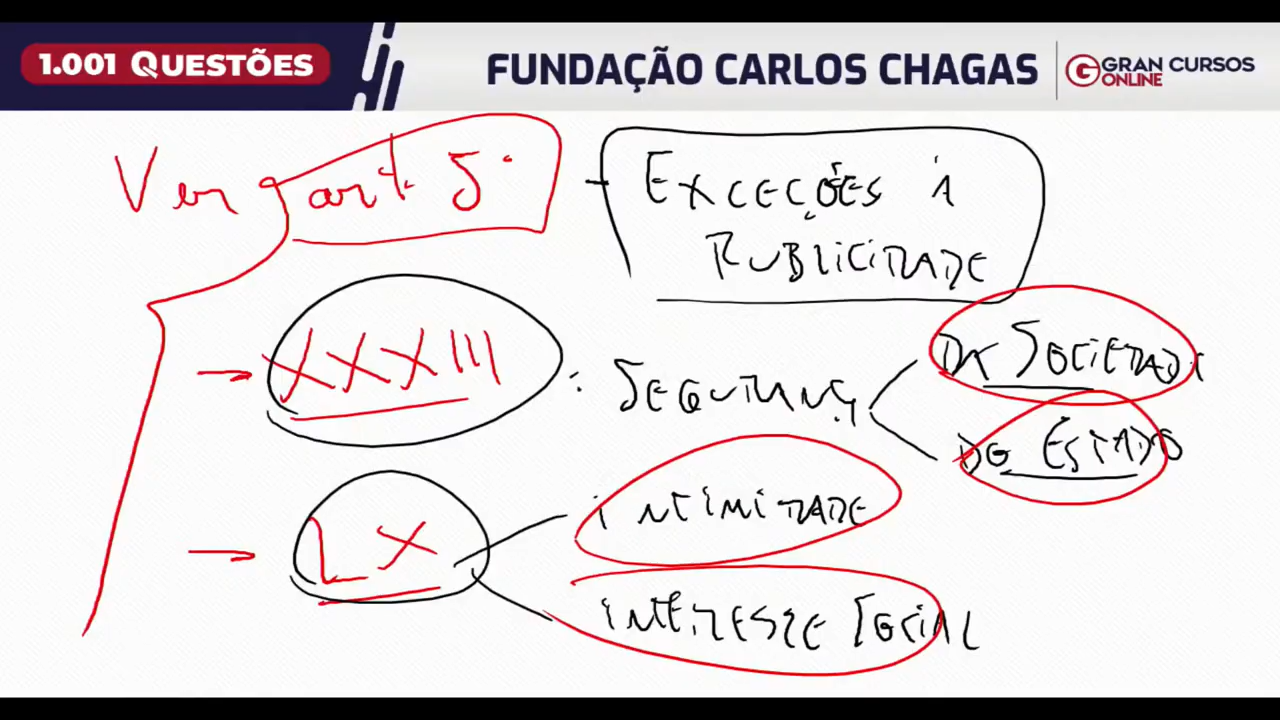 1.001 QUESTÕES
FUNDAÇÃO CARLOS CHAGAS
GRAN CURSOS
ONLINE
Ver art. 5º - EXCEÇÕES À
PUBLICIDADE
→ XXXIII : SEGURANÇA
DA SOCIEDADE
DO ESTADO
→ LX
INTIMIDADE
INTERESSE SOCIAL